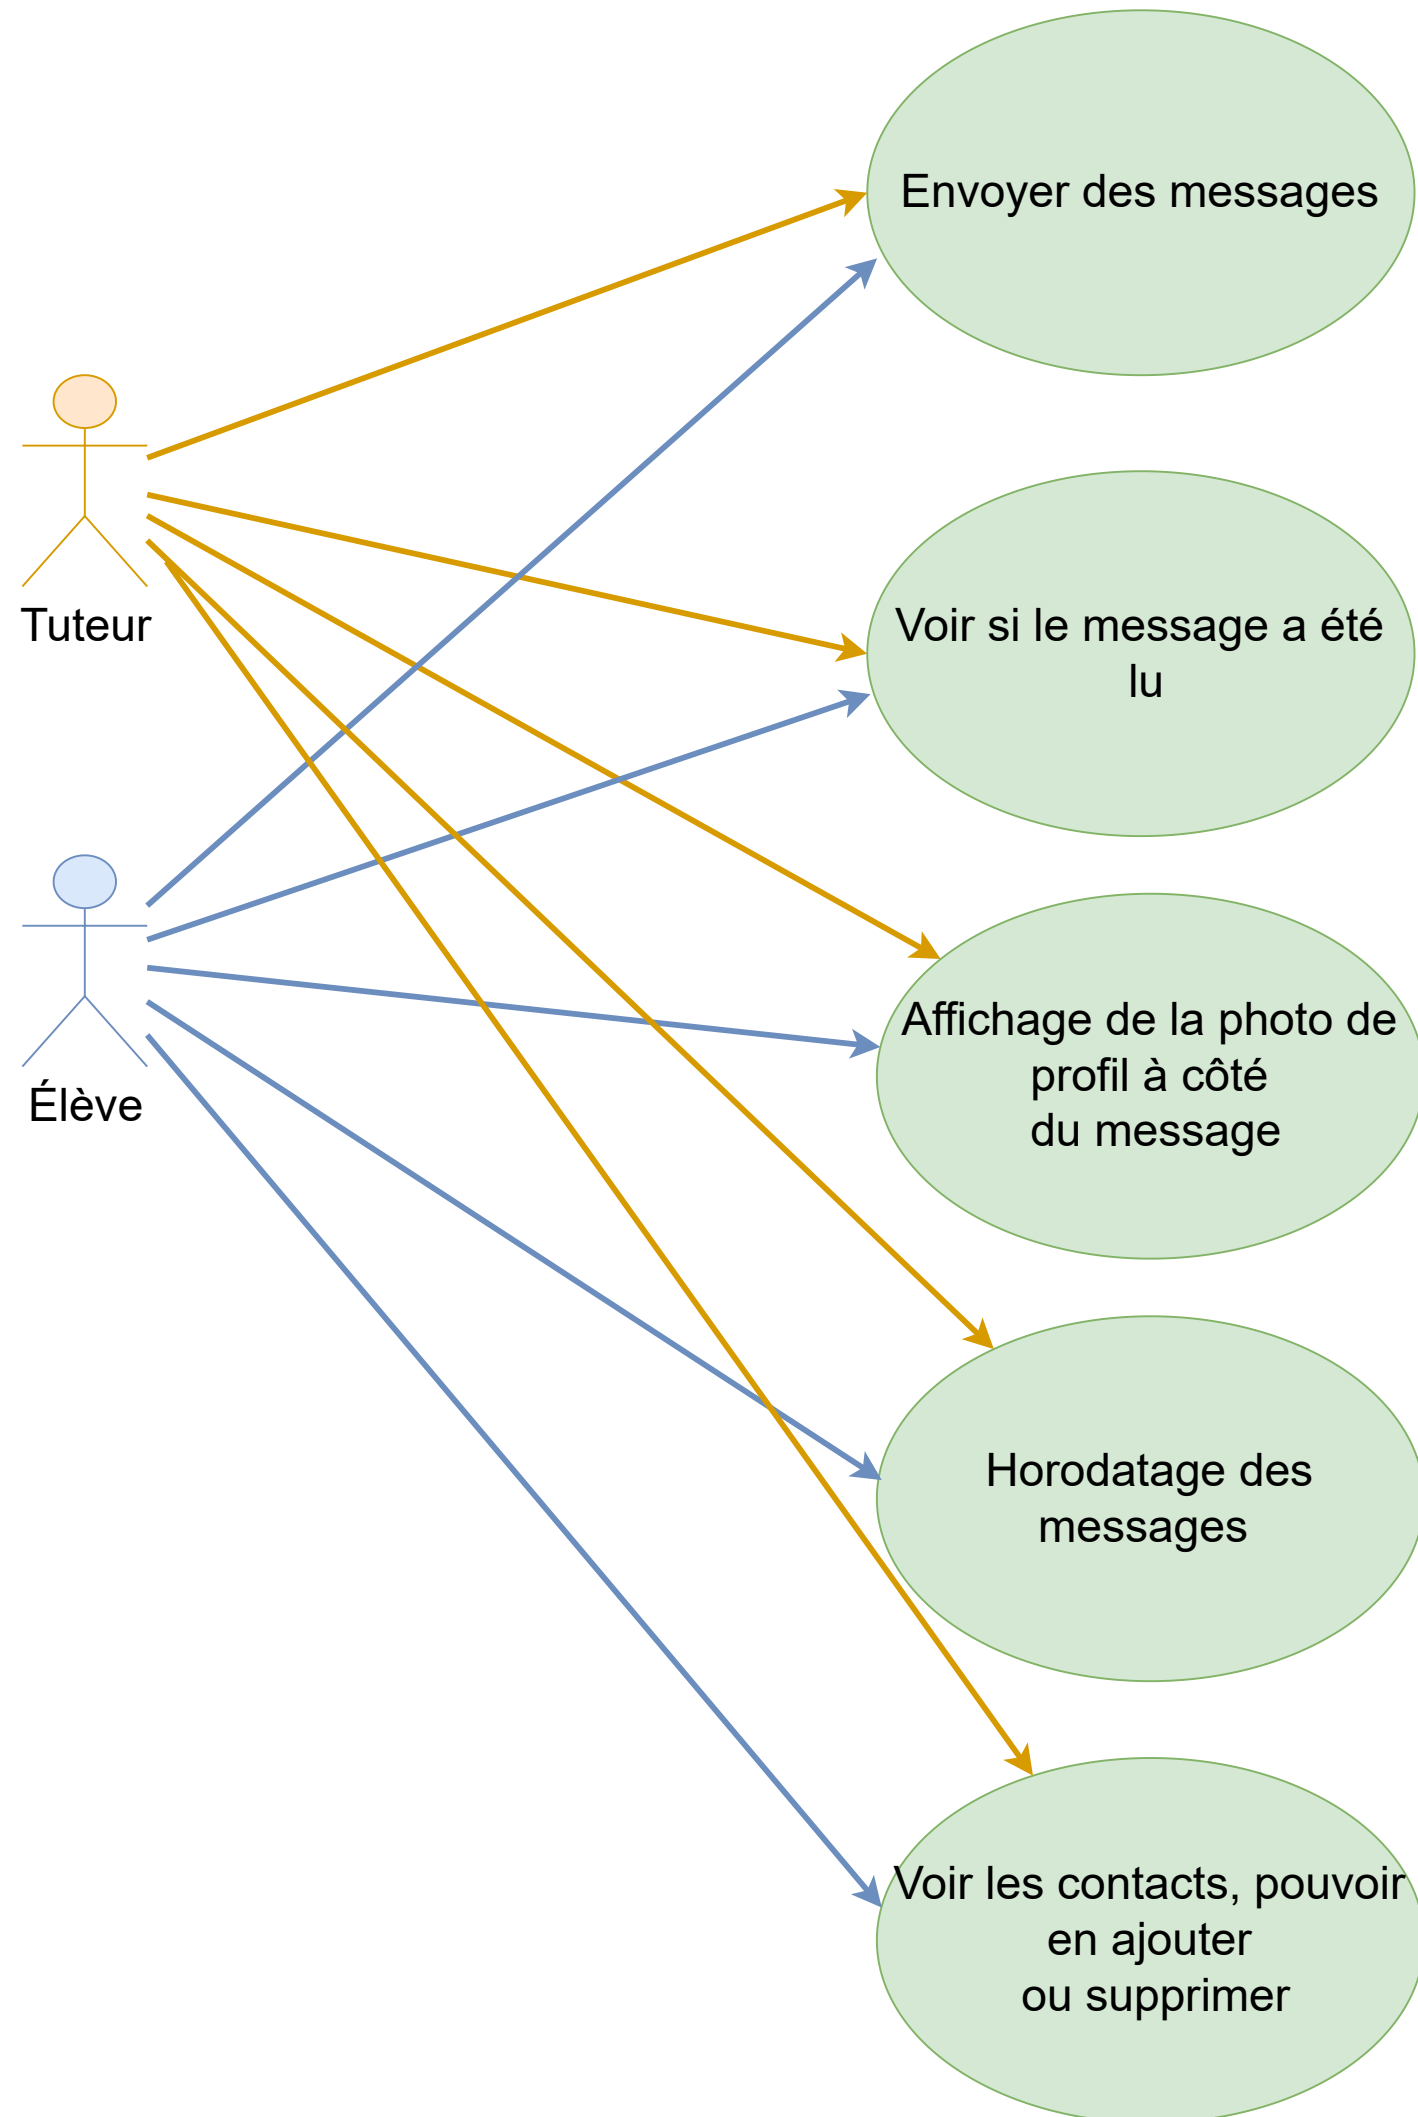 Envoyer des messages
Tuteur
Voir si le message a été
lu
Élève
Affichage de la photo de
profil à côté
du message
Horodatage des
messages
Voir les contacts, pouvoir
en ajouter
ou supprimer